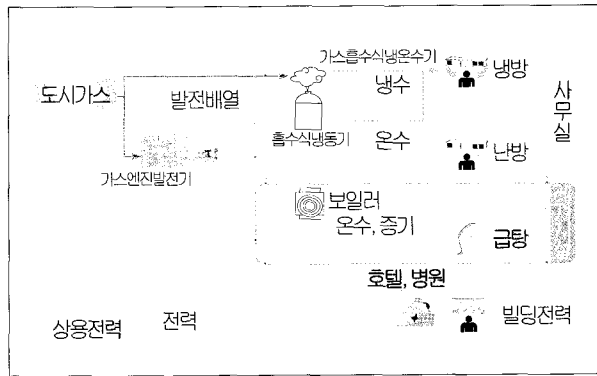 가스흡수식냉온수기
냉방
도시가스
발전배열
냉수
사무실
흡수식냉동기
온수
난방
가스엔진발전기
보일러
온수, 증기
급탕
호텔, 병원
상용전력
전력
빌딩전력